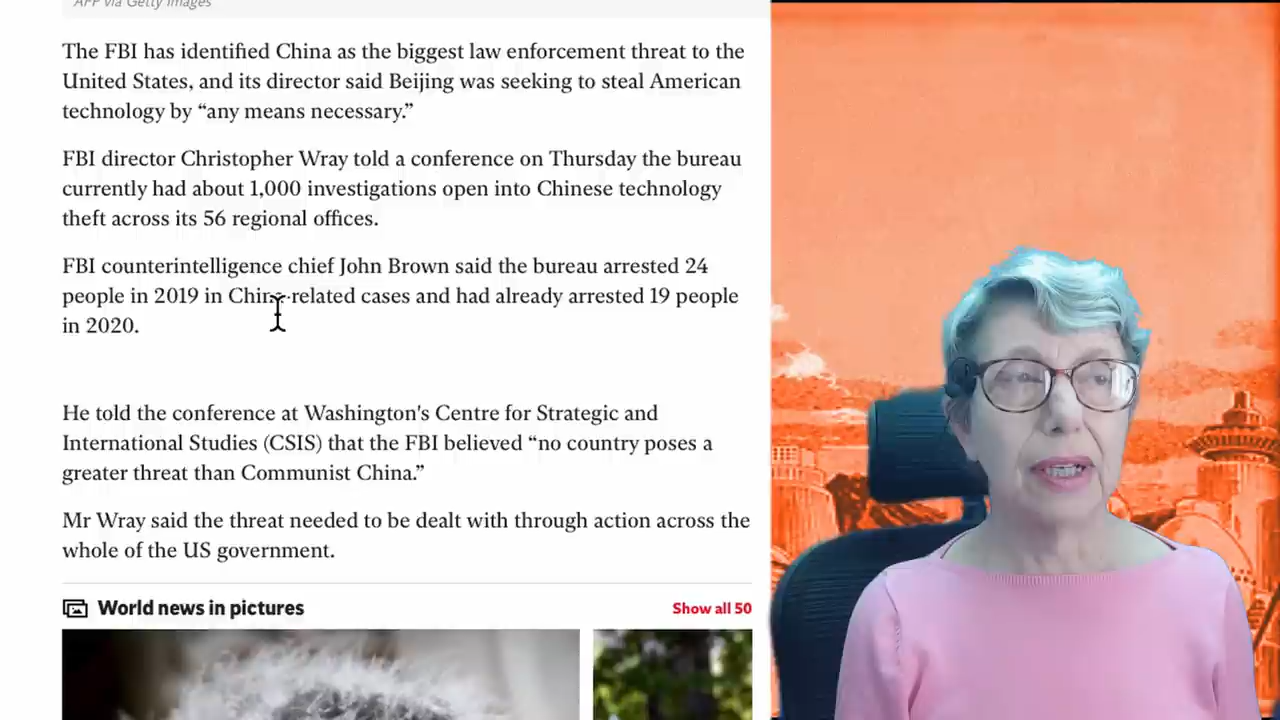 AFP via Getty Images
The FBI has identified China as the biggest law enforcement threat to the
United States, and its director said Beijing was seeking to steal American
technology by “any means necessary.”
FBI director Christopher Wray told a conference on Thursday the bureau
currently had about 1,000 investigations open into Chinese technology
theft across its 56 regional offices.
FBI counterintelligence chief John Brown said the bureau arrested 24
people in 2019 in China-related cases and had already arrested 19 people
in 2020.
He told the conference at Washington's Centre for Strategic and
International Studies (CSIS) that the FBI believed “no country poses a
greater threat than Communist China.”
Mr Wray said the threat needed to be dealt with through action across the
whole of the US government.
World news in pictures
Show all 50